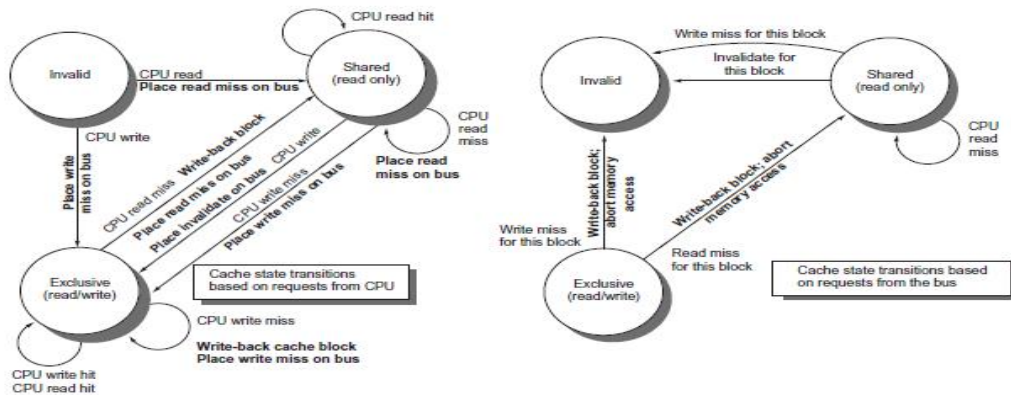 CPU read hit
Invalid
CPU read
Place read miss on bus
Shared
(read only)
CPU write
Place write
miss on bus
CPU read miss
Write-back block
Place read miss on bus
Place Invalidate on bus
CPU write
CPU write miss
Place write miss on bus
CPU
read
miss
Place read
miss on bus
Exclusive
(read/write)
Cache state transitions
based on requests from CPU
CPU write miss
Write-back cache block
Place write miss on bus
CPU write hit
CPU read hit
Write miss for this block
Invalidate for
this block
Invalid
Shared
(read only)
CPU
read
miss
Write-back block;
abort memory
access
Write-back block; abort
memory access
Write miss
for this block
Read miss
for this block
Exclusive
(read/write)
Cache state transitions based
on requests from the bus